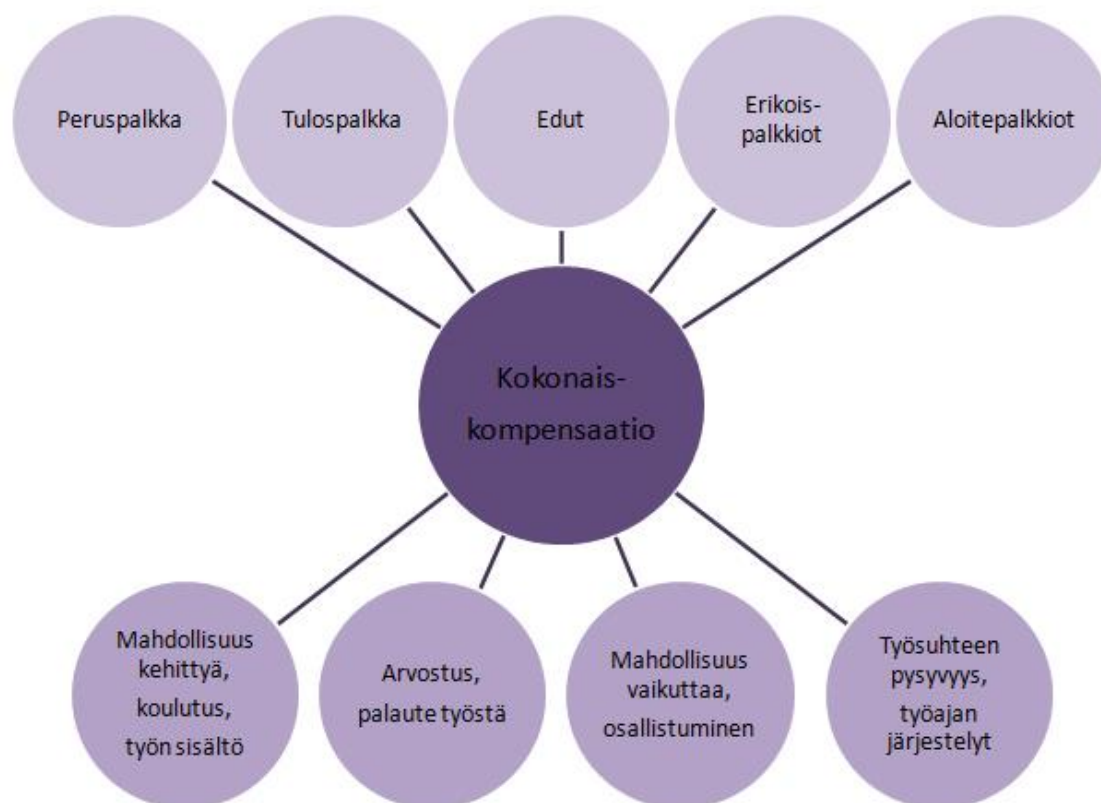 Peruspalkka
Tulospalkka
Edut
Erikois-
palkkiot
Aloitepalkkiot
Kokonais-
kompensaatio
Mahdollisuus
kehittyä,
koulutus,
työn sisältö
Arvostus,
palaute työstä
Mahdollisuus
vaikuttaa,
osallistuminen
Työsuhteen
pysyvyys,
työajan
järjestelyt